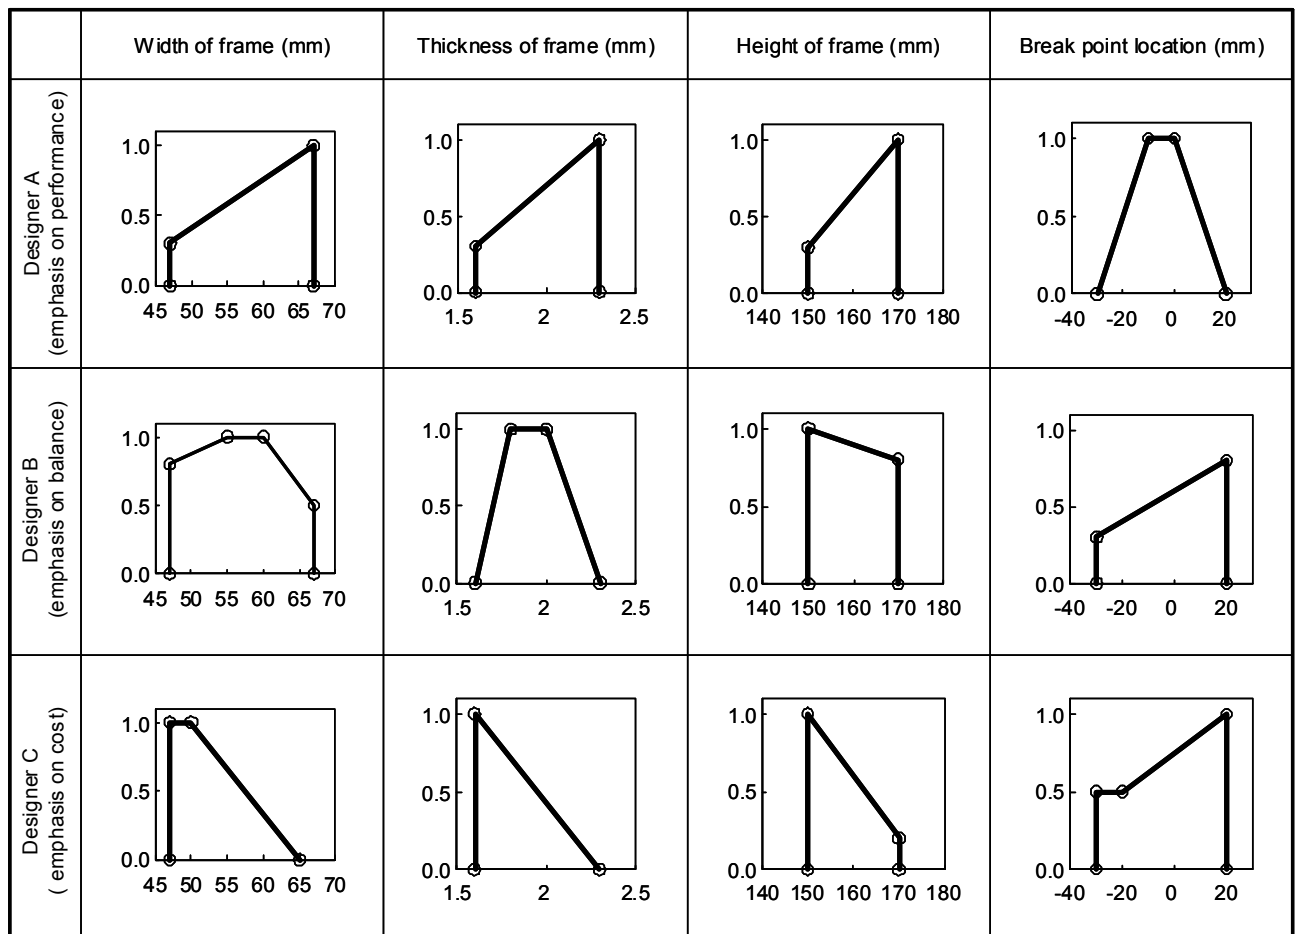 Width of frame (mm)
Thickness of frame (mm)
Height of frame (mm)
Break point location (mm)
Designer A
(emphasis on performance)
1.0
0.5
0.0
45 50 55 60 65 70
1.0
0.5
0.0
1.5 2 2.5
1.0
0.5
0.0
140 150 160 170 180
1.0
0.5
0.0
-40 -20 0 20
Designer B
(emphasis on balance)
1.0
0.5
0.0
45 50 55 60 65 70
1.0
0.5
0.0
1.5 2 2.5
1.0
0.5
0.0
140 150 160 170 180
1.0
0.5
0.0
-40 -20 0 20
Designer C
( emphasis on cost)
1.0
0.5
0.0
45 50 55 60 65 70
1.0
0.5
0.0
1.5 2 2.5
1.0
0.5
0.0
140 150 160 170 180
1.0
0.5
0.0
-40 -20 0 20